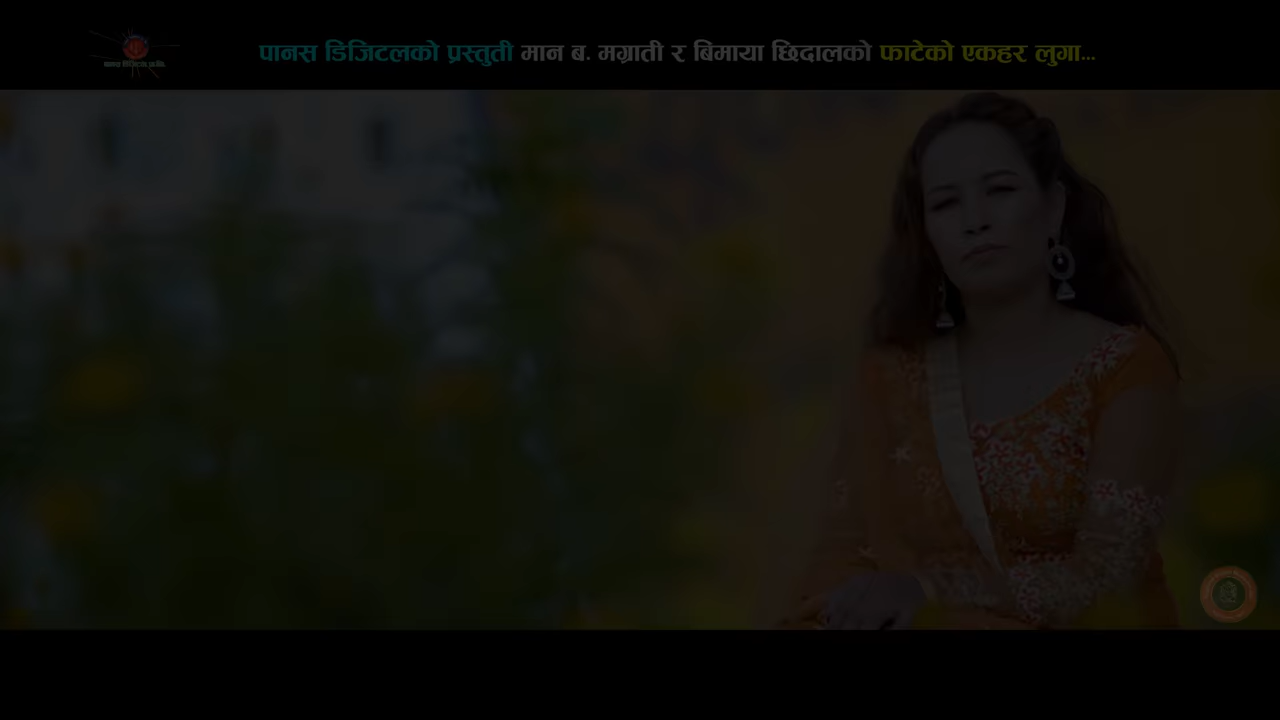 पानस डिजिटलको प्रस्तुती मान ब. मग्राती र बिमाया छिदालको फाटेको एकहर लुगा...